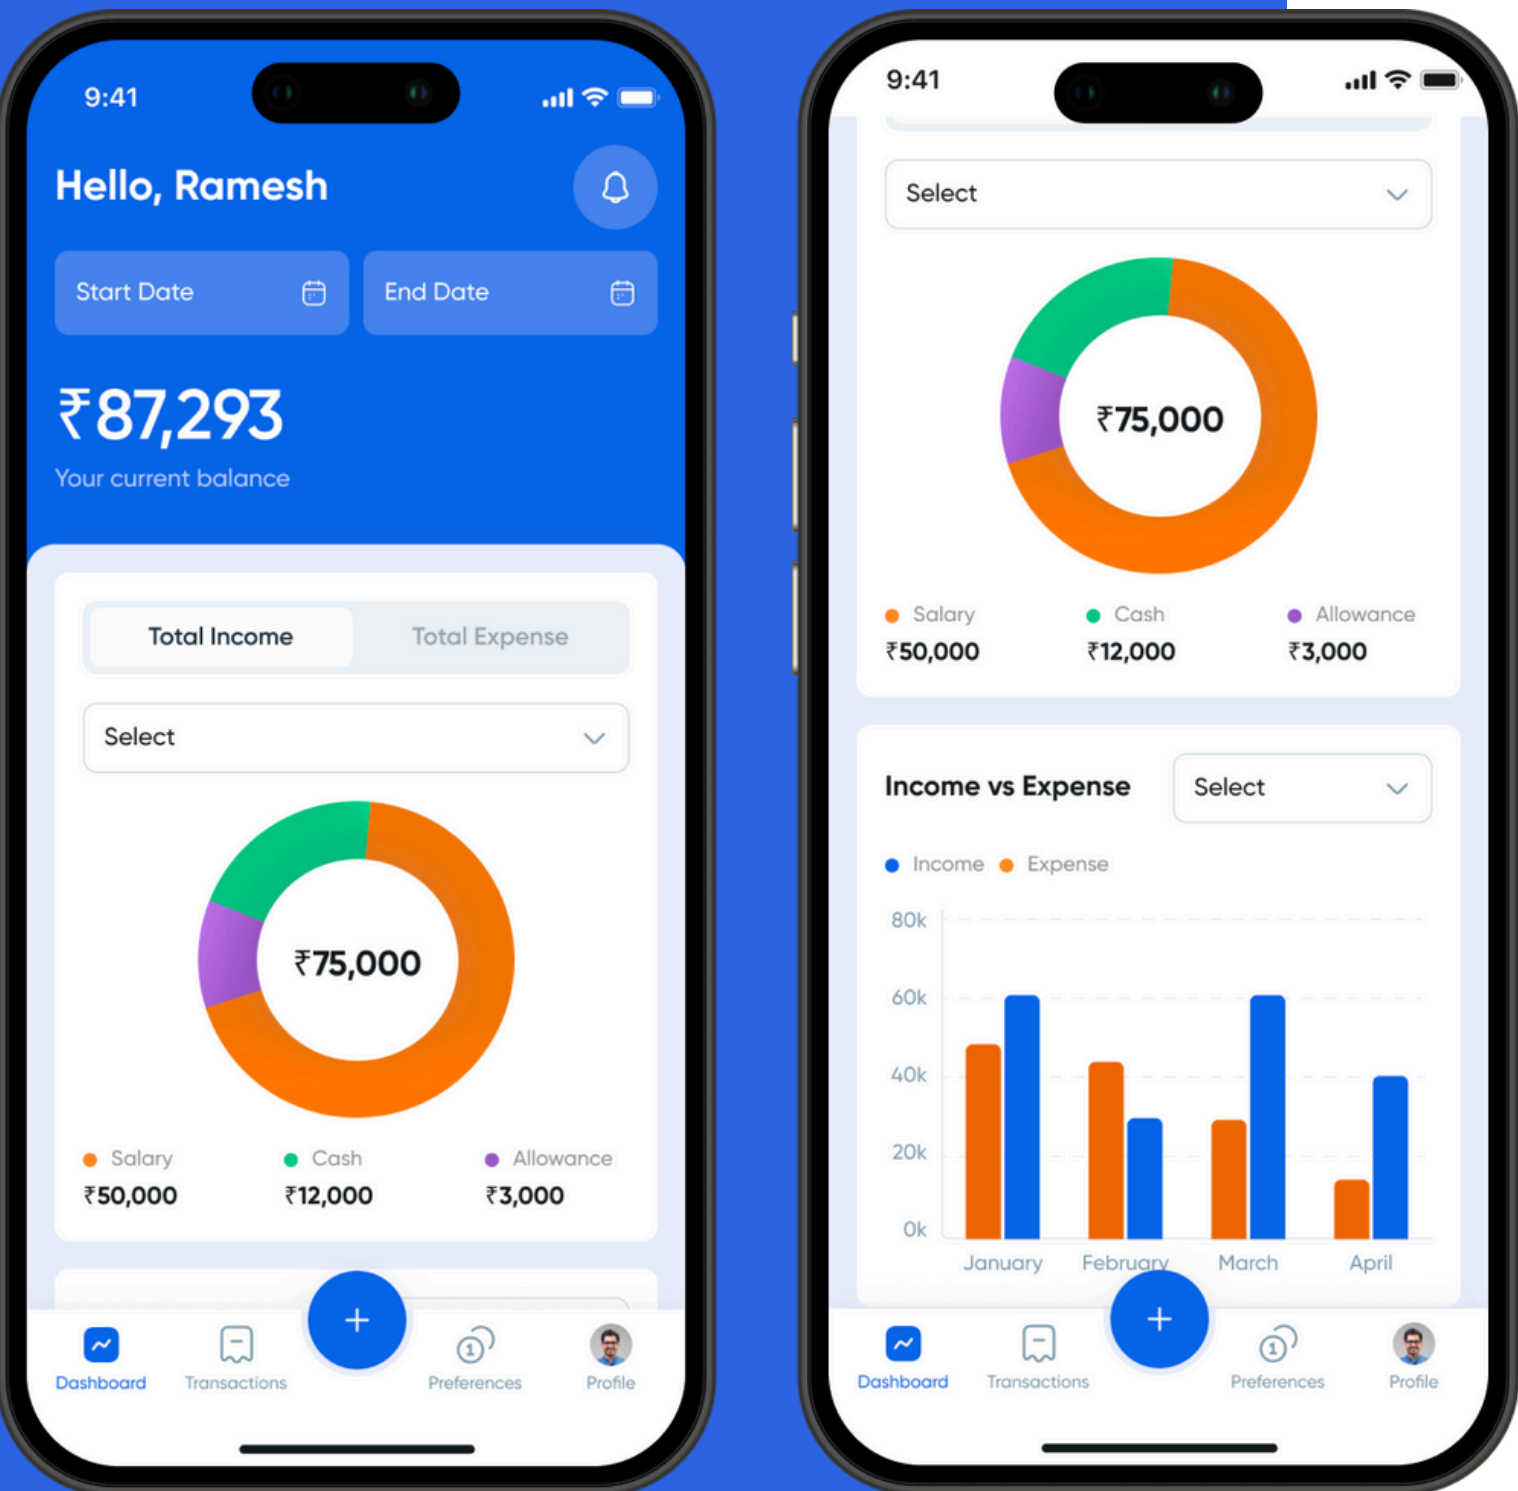 9:41
Hello, Ramesh
Start Date
End Date
₹87,293
Your current balance
Total Income
Total Expense
Select
₹75,000
Salary
Cash
Allowance
₹50,000
₹12,000
₹3,000
+
1
Dashboard
Transactions
Preferences
Profile
9:41
Select
₹75,000
Salary
Cash
Allowance
₹50,000
₹12,000
₹3,000
Income vs Expense
Select
Income
Expense
80k
60k
40k
20k
0k
January
February
March
April
+
1
Dashboard
Transactions
Preferences
Profile